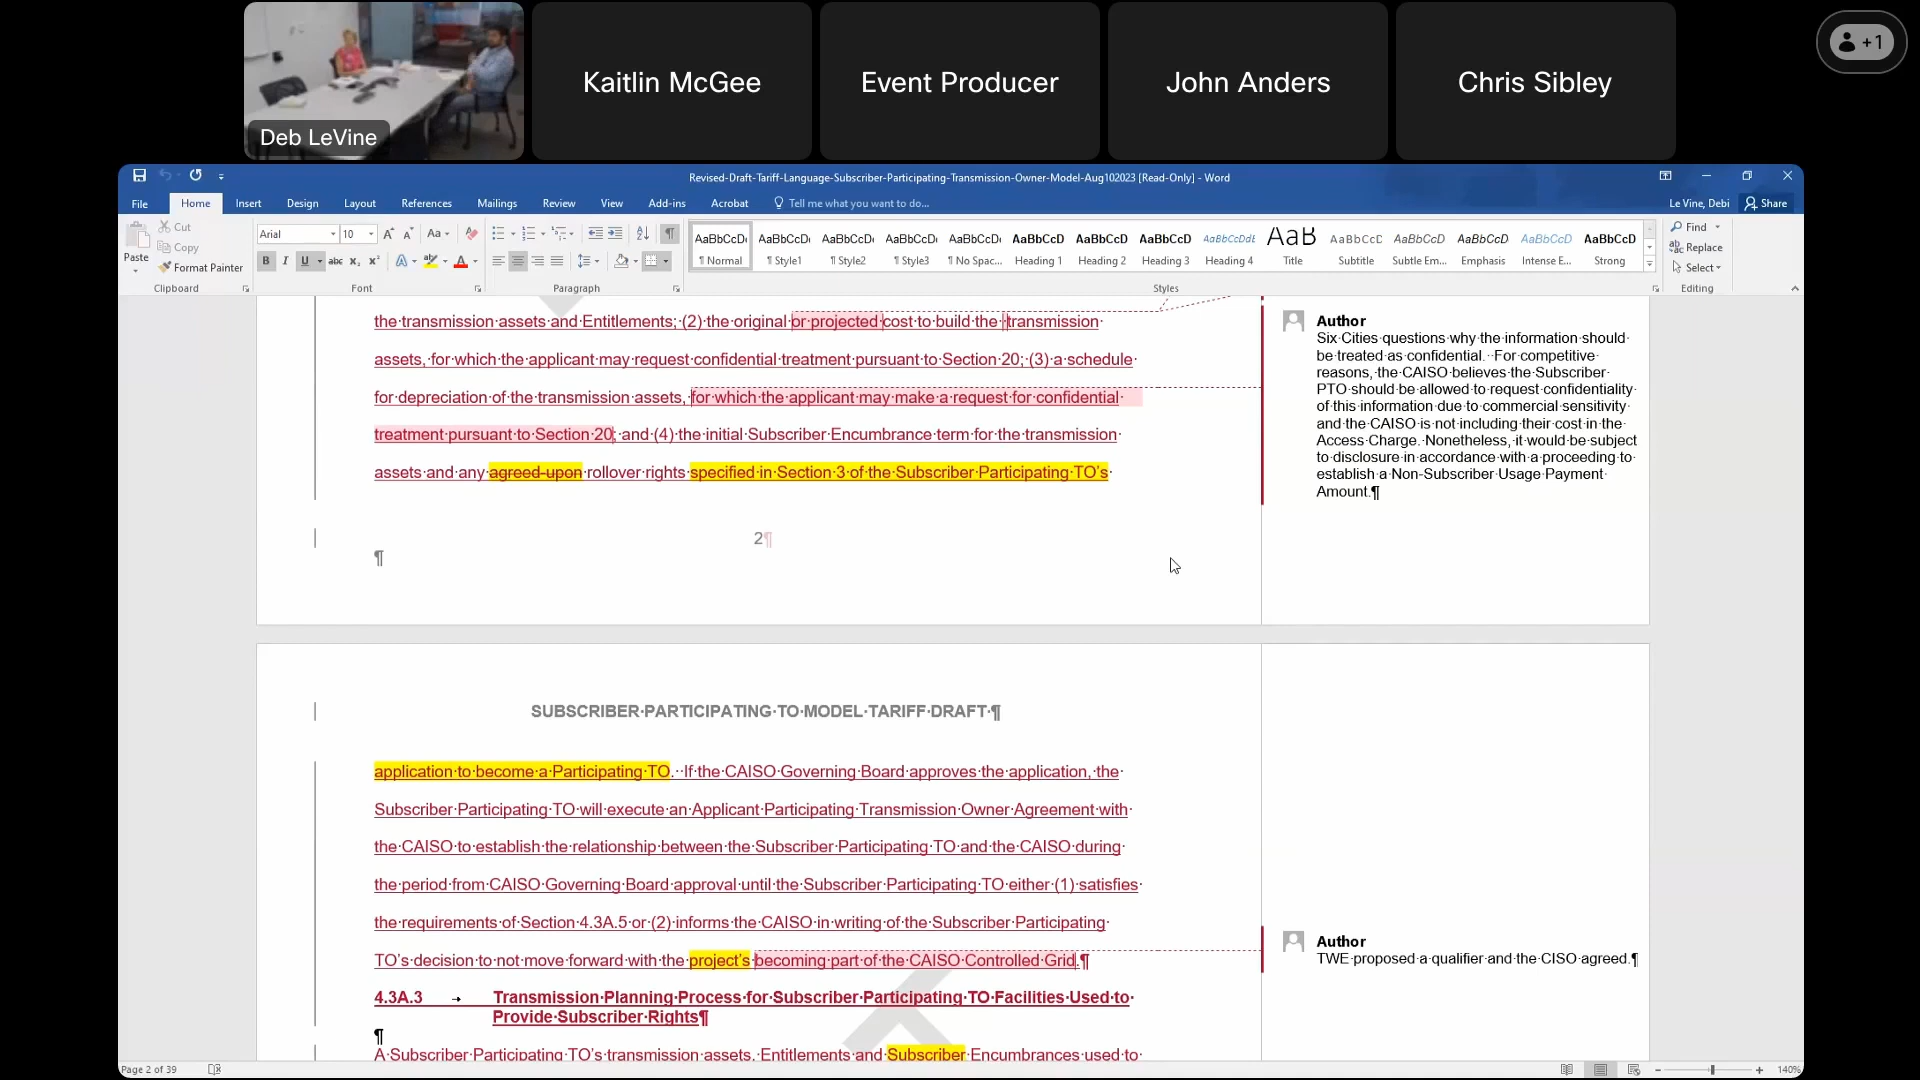 Deb LeVine
Kaitlin McGee
Event Producer
John Anders
Chris Sibley
+1
Revised-Draft-Tariff-Language-Subscriber-Participating-Transmission-Owner-Model-Aug102023 [Read-Only] - Word
File Home Insert Design Layout References Mailings Review View Add-ins Acrobat Tell me what you want to do... Le Vine, Debi Share
Paste Cut Copy Format Painter
Clipboard
Arial 10
Font
Paragraph
AaBbCcDc ¶ Normal
AaBbCcDc ¶ Style1
AaBbCcDc ¶ Style2
AaBbCcDc ¶ Style3
AaBbCcDc ¶ No Spac...
AaBbCcD Heading 1
AaBbCcD Heading 2
AaBbCcD Heading 3
AaBbCcDdE Heading 4
AaB Title
AaBbCcC Subtitle
AaBbCcD Subtle Em...
AaBbCcD Emphasis
AaBbCcD Intense E...
AaBbCcD Strong
Styles
Find
Replace
Select
Editing
the transmission assets and Entitlements; (2) the original or projected cost to build the transmission
assets, for which the applicant may request confidential treatment pursuant to Section 20; (3) a schedule
for depreciation of the transmission assets, for which the applicant may make a request for confidential
treatment pursuant to Section 20; and (4) the initial Subscriber Encumbrance term for the transmission
assets and any agreed-upon rollover rights specified in Section 3 of the Subscriber Participating TO's
2¶
¶
Author
Six Cities questions why the information should
be treated as confidential. For competitive
reasons, the CAISO believes the Subscriber
PTO should be allowed to request confidentiality
of this information due to commercial sensitivity
and the CAISO is not including their cost in the
Access Charge. Nonetheless, it would be subject
to disclosure in accordance with a proceeding to
establish a Non-Subscriber Usage Payment
Amount.¶
SUBSCRIBER PARTICIPATING TO MODEL TARIFF DRAFT ¶
application to become a Participating TO. If the CAISO Governing Board approves the application, the
Subscriber Participating TO will execute an Applicant Participating Transmission Owner Agreement with
the CAISO to establish the relationship between the Subscriber Participating TO and the CAISO during
the period from CAISO Governing Board approval until the Subscriber Participating TO either (1) satisfies
the requirements of Section 4.3A.5 or (2) informs the CAISO in writing of the Subscriber Participating
TO's decision to not move forward with the project's becoming part of the CAISO Controlled Grid.¶
Author
TWE proposed a qualifier and the CISO agreed.¶
4.3A.3 → Transmission Planning Process for Subscriber Participating TO Facilities Used to
Provide Subscriber Rights¶
¶
A Subscriber Participating TO's transmission assets, Entitlements and Subscriber Encumbrances used to
Page 2 of 39
140%